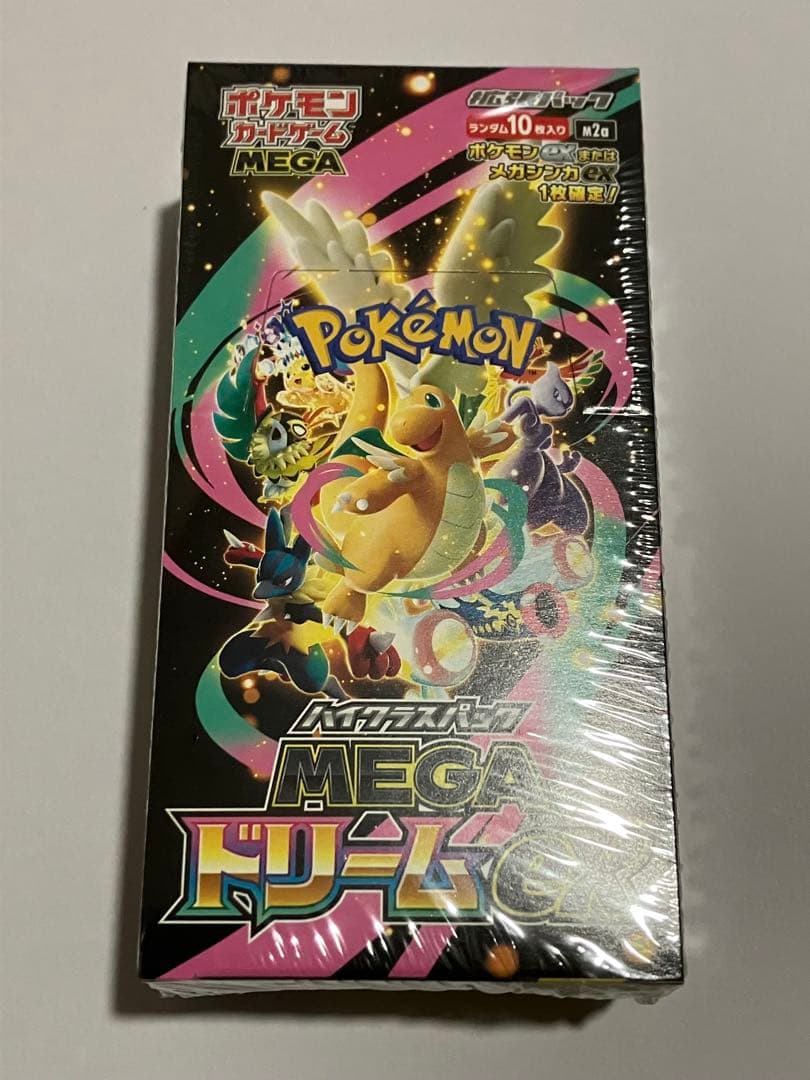 ポケモン
カードゲーム
MEGA
拡張パック
ランダム10枚入り
m2a
ポケモンexまたは
メガシンカex
1枚確定!
POKéMON
ハイクラスパック
MEGA
ドリームex